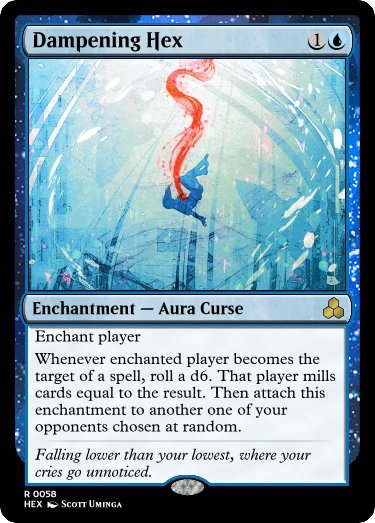 Dampening Hex 1
Enchantment — Aura Curse
Enchant player
Whenever enchanted player becomes the
target of a spell, roll a d6. That player mills
cards equal to the result. Then attach this
enchantment to another one of your
opponents chosen at random.
Falling lower than your lowest, where your
cries go unnoticed.
R 0058
HEX Scott Uminga